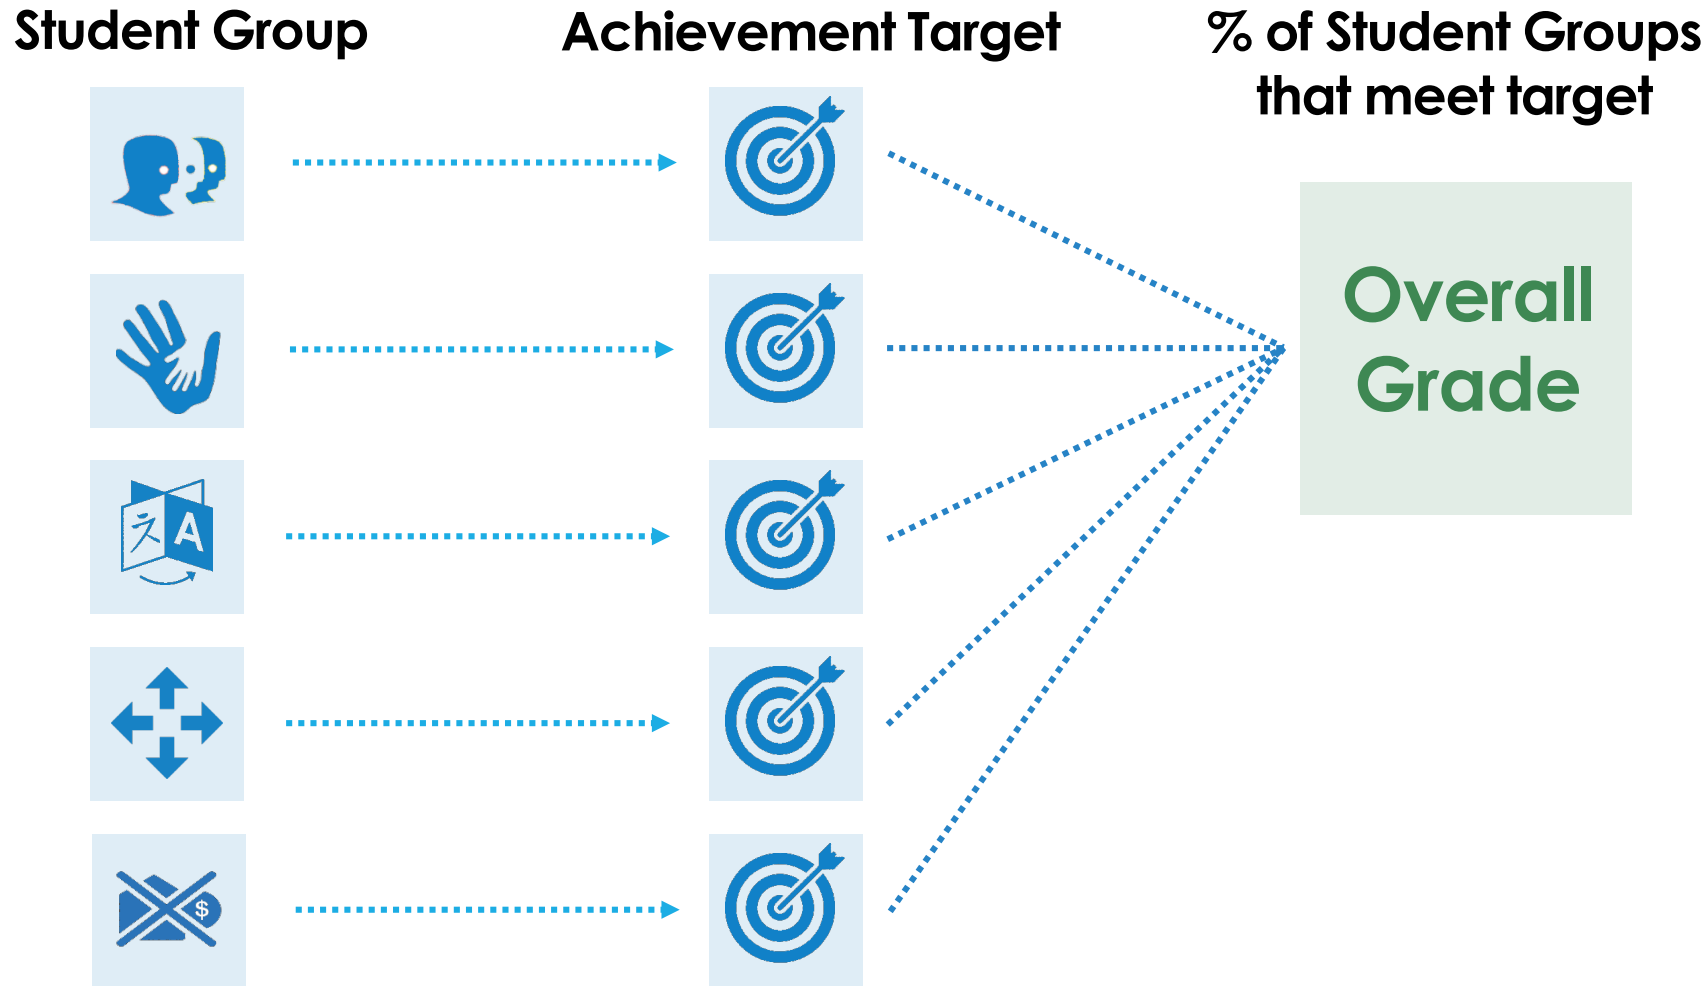 Student Group
Achievement Target
% of Student Groups
that meet target
Overall
Grade
A
$